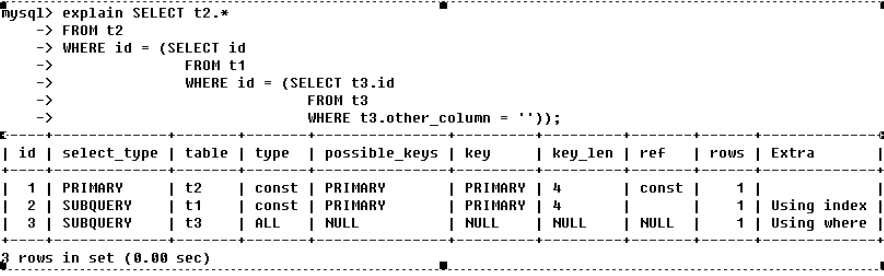 mysql> explain SELECT t2.*
-> FROM t2
-> WHERE id = (SELECT id
-> FROM t1
-> WHERE id = (SELECT t3.id
-> FROM t3
-> WHERE t3.other_column = ''));
+----+-------------+-------+-------+---------------+---------+---------+-------+------+-------------+
| id | select_type | table | type | possible_keys | key | key_len | ref | rows | Extra |
+----+-------------+-------+-------+---------------+---------+---------+-------+------+-------------+
| 1 | PRIMARY | t2 | const | PRIMARY | PRIMARY | 4 | const | 1 | |
| 2 | SUBQUERY | t1 | const | PRIMARY | PRIMARY | 4 | | 1 | Using index |
| 3 | SUBQUERY | t3 | ALL | NULL | NULL | NULL | NULL | 1 | Using where |
+----+-------------+-------+-------+---------------+---------+---------+-------+------+-------------+
3 rows in set (0.00 sec)